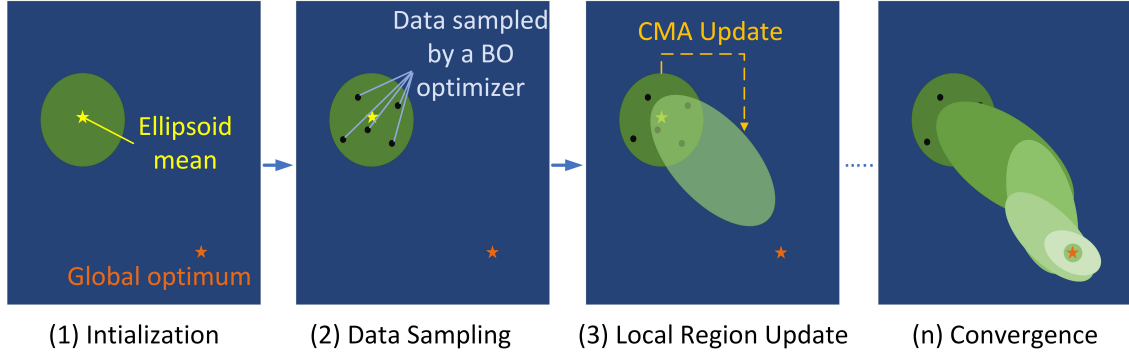 Ellipsoid
mean
Global optimum
(1) Intialization
Data sampled
by a BO
optimizer
(2) Data Sampling
CMA Update
(3) Local Region Update
(n) Convergence